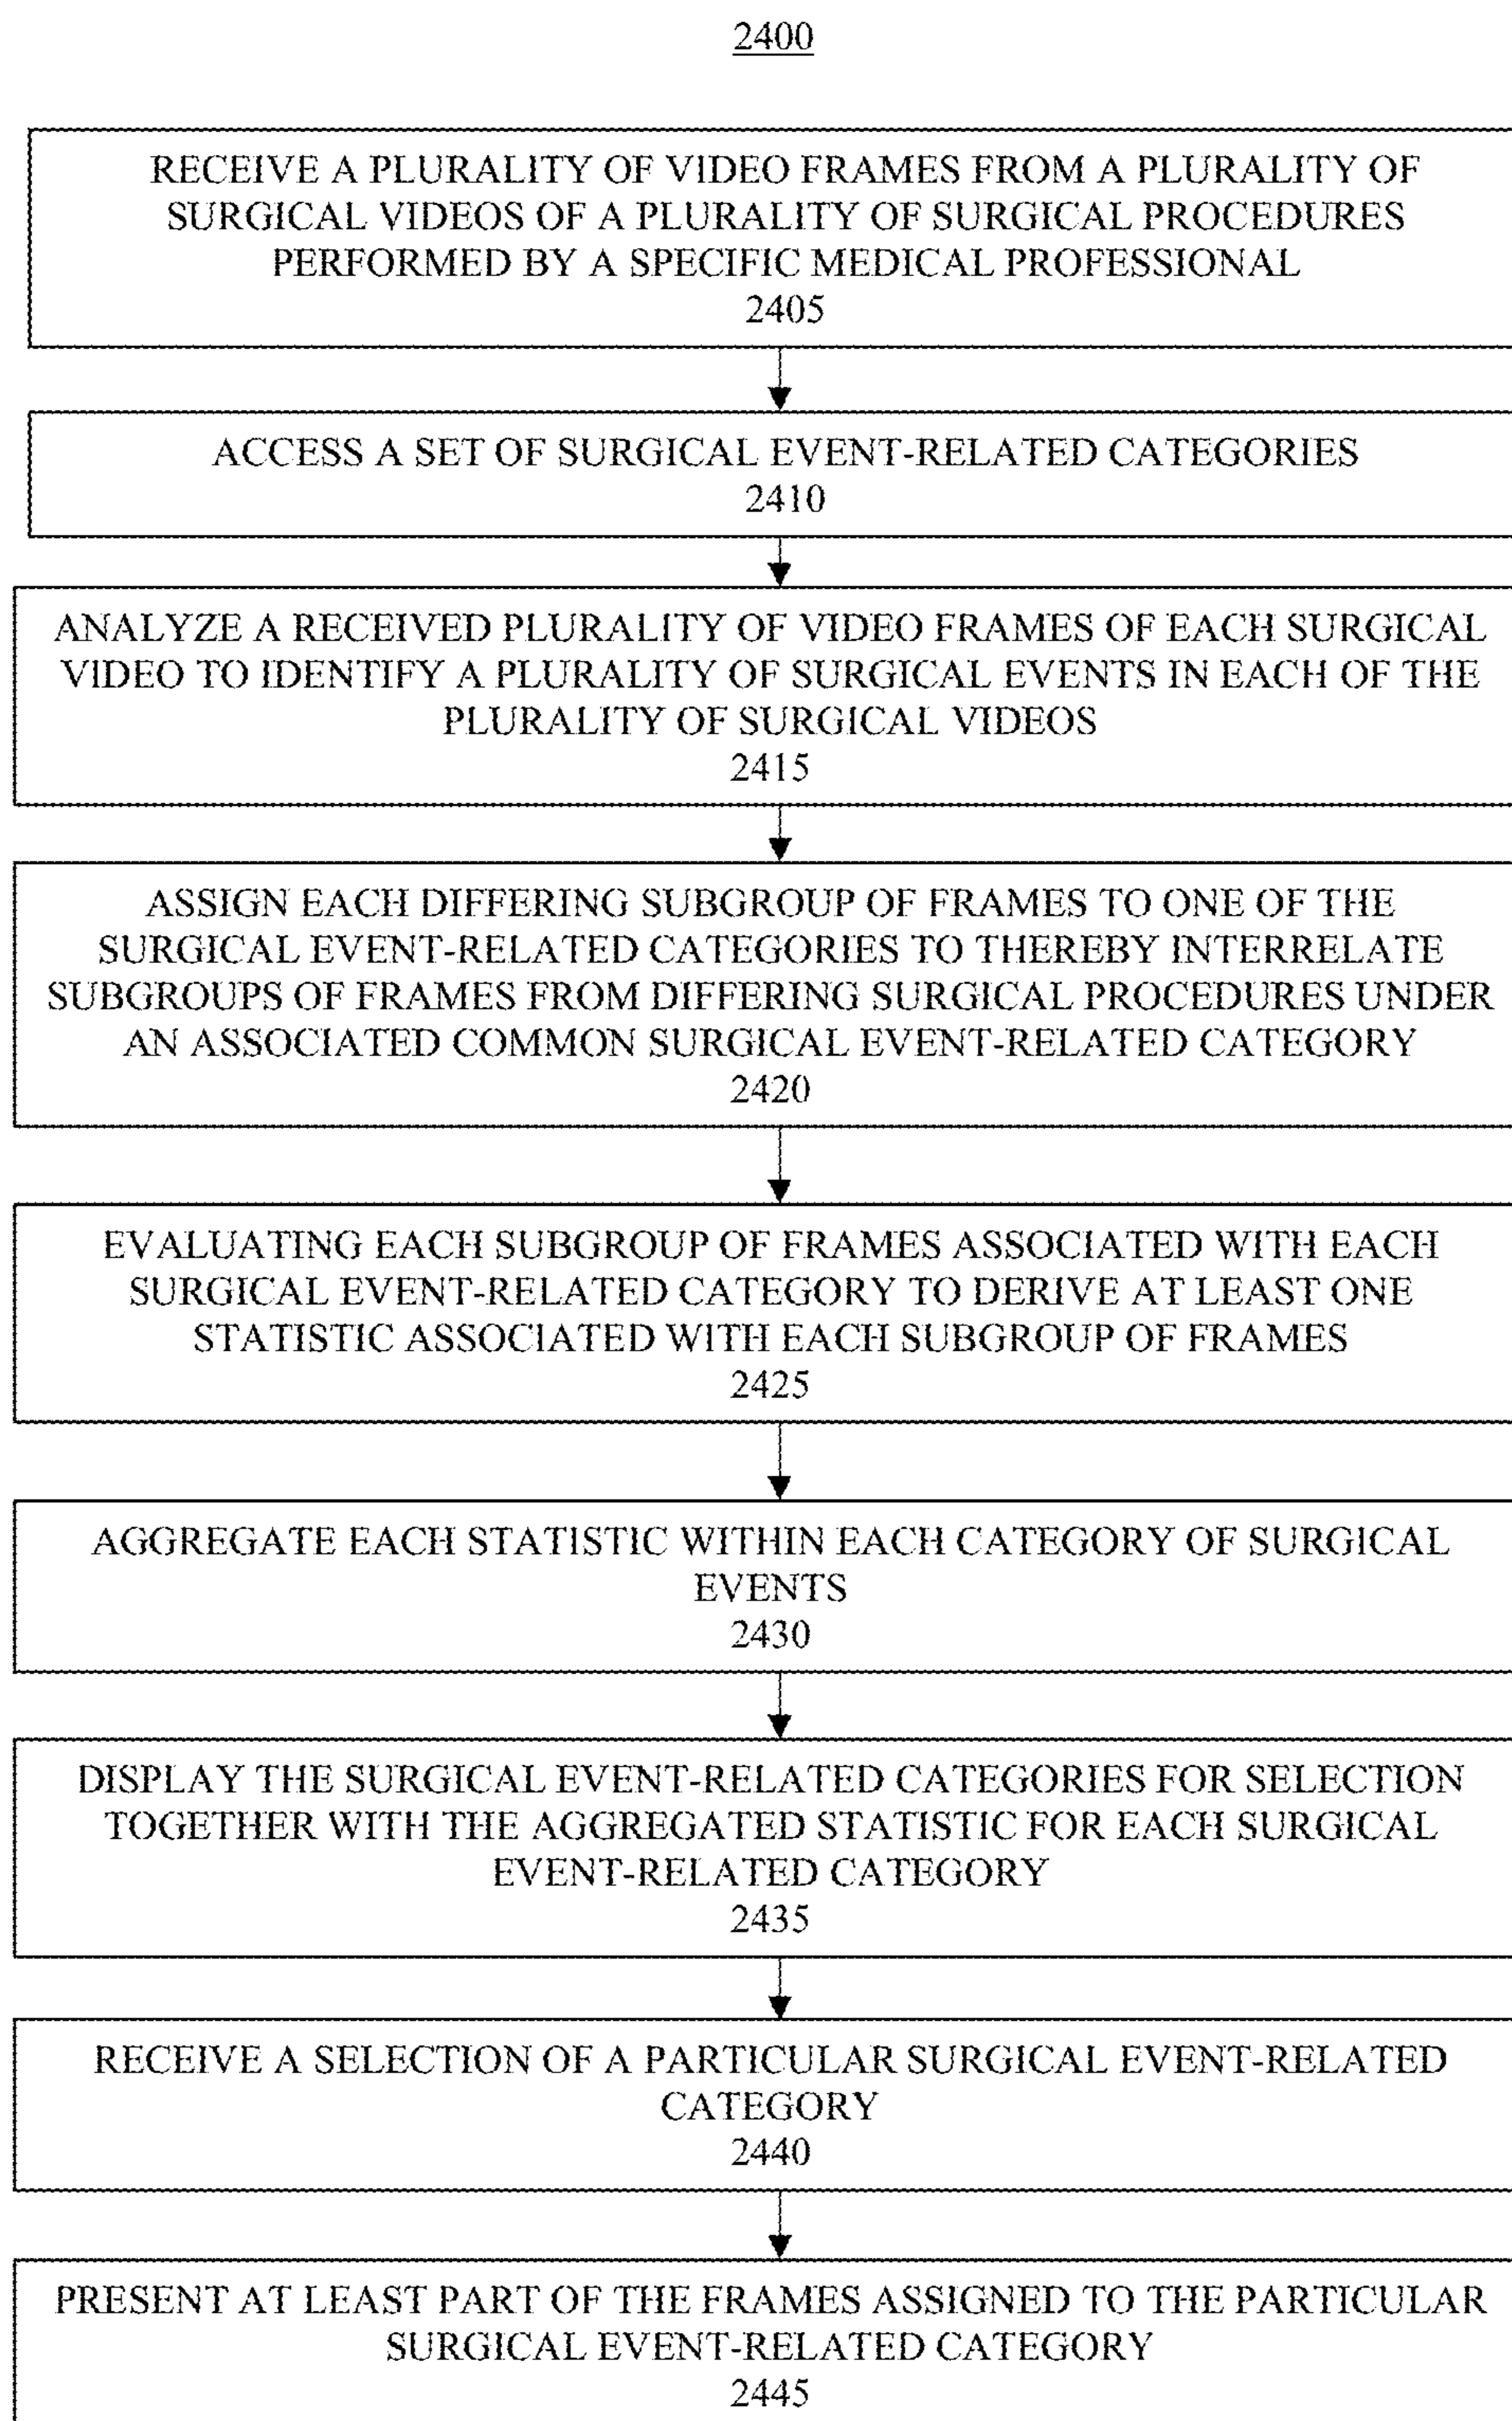 2400
RECEIVE A PLURALITY OF VIDEO FRAMES FROM A PLURALITY OF
SURGICAL VIDEOS OF A PLURALITY OF SURGICAL PROCEDURES
PERFORMED BY A SPECIFIC MEDICAL PROFESSIONAL
2405
ACCESS A SET OF SURGICAL EVENT-RELATED CATEGORIES
2410
ANALYZE A RECEIVED PLURALITY OF VIDEO FRAMES OF EACH SURGICAL
VIDEO TO IDENTIFY A PLURALITY OF SURGICAL EVENTS IN EACH OF THE
PLURALITY OF SURGICAL VIDEOS
2415
ASSIGN EACH DIFFERING SUBGROUP OF FRAMES TO ONE OF THE
SURGICAL EVENT-RELATED CATEGORIES TO THEREBY INTERRELATE
SUBGROUPS OF FRAMES FROM DIFFERING SURGICAL PROCEDURES UNDER
AN ASSOCIATED COMMON SURGICAL EVENT-RELATED CATEGORY
2420
EVALUATING EACH SUBGROUP OF FRAMES ASSOCIATED WITH EACH
SURGICAL EVENT-RELATED CATEGORY TO DERIVE AT LEAST ONE
STATISTIC ASSOCIATED WITH EACH SUBGROUP OF FRAMES
2425
AGGREGATE EACH STATISTIC WITHIN EACH CATEGORY OF SURGICAL
EVENTS
2430
DISPLAY THE SURGICAL EVENT-RELATED CATEGORIES FOR SELECTION
TOGETHER WITH THE AGGREGATED STATISTIC FOR EACH SURGICAL
EVENT-RELATED CATEGORY
2435
RECEIVE A SELECTION OF A PARTICULAR SURGICAL EVENT-RELATED
CATEGORY
2440
PRESENT AT LEAST PART OF THE FRAMES ASSIGNED TO THE PARTICULAR
SURGICAL EVENT-RELATED CATEGORY
2445